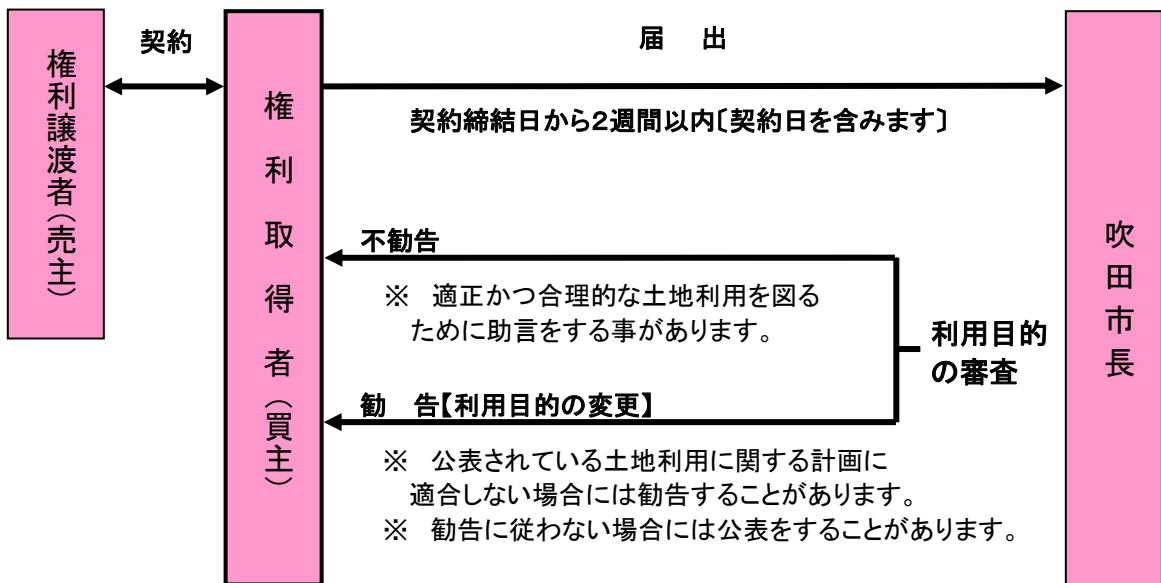 権利譲渡者（売主）
契約
権利取得者（買主）
届　出
契約締結日から２週間以内〔契約日を含みます〕
不勧告
※　適正かつ合理的な土地利用を図る
ために助言をする事があります。
利用目的
の審査
勧　告【利用目的の変更】
※　公表されている土地利用に関する計画に
適合しない場合には勧告することがあります。
※　勧告に従わない場合には公表をすることがあります。
吹田市長